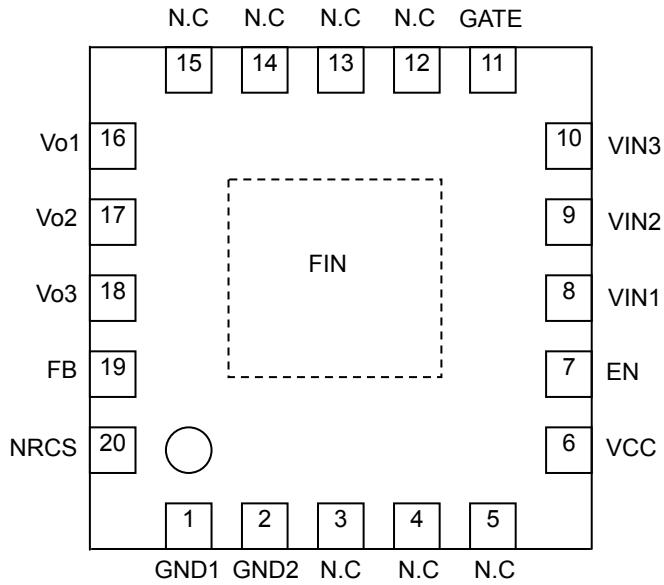 N.C N.C N.C N.C GATE
15 14 13 12 11
Vo1 16 10 VIN3
Vo2 17 9 VIN2
FIN
Vo3 18 8 VIN1
FB 19 7 EN
NRCS 20 6 VCC
1 2 3 4 5
GND1 GND2 N.C N.C N.C